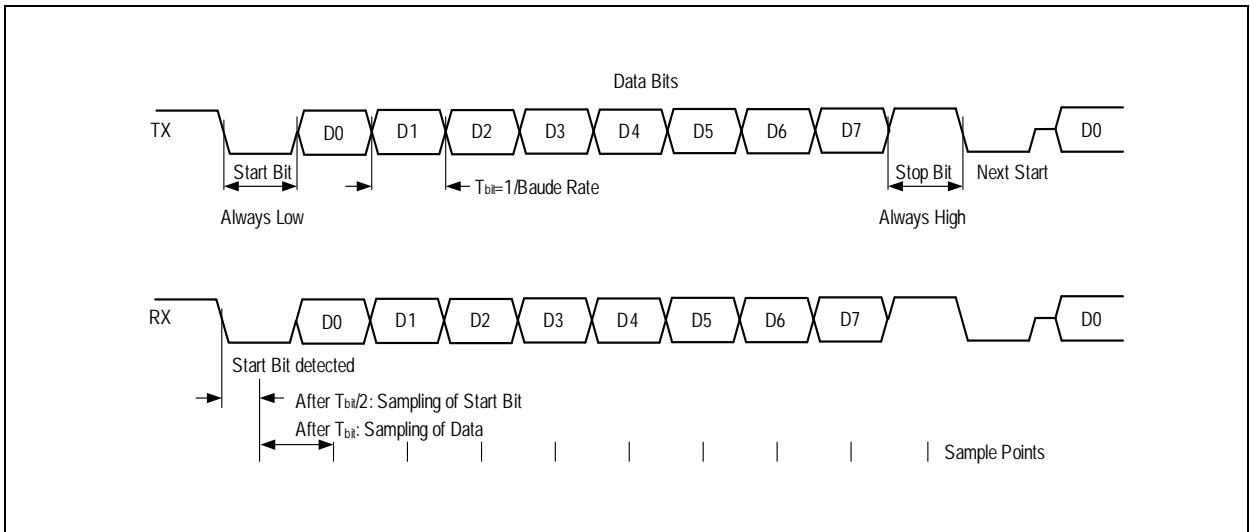 Data Bits
TX D0 D1 D2 D3 D4 D5 D6 D7 D0
Start Bit Stop Bit Next Start
Tbit=1/Baude Rate
Always Low Always High
RX D0 D1 D2 D3 D4 D5 D6 D7 D0
Start Bit detected
After Tbit/2: Sampling of Start Bit
After Tbit: Sampling of Data
Sample Points